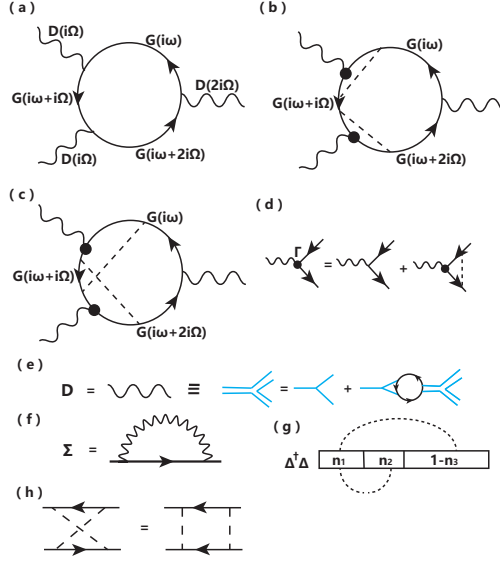 ( a )
D(iΩ)
G(iω)
D(2iΩ)
G(iω+iΩ)
D(iΩ)
G(iω+2iΩ)
( b )
G(iω)
G(iω+iΩ)
G(iω+2iΩ)
( c )
G(iω)
G(iω+iΩ)
G(iω+2iΩ)
( d )
Γ
= +
( e )
D = ≡ = +
( f )
Σ =
( g )
Δ†Δ n1 n2 1-n3
( h )
=